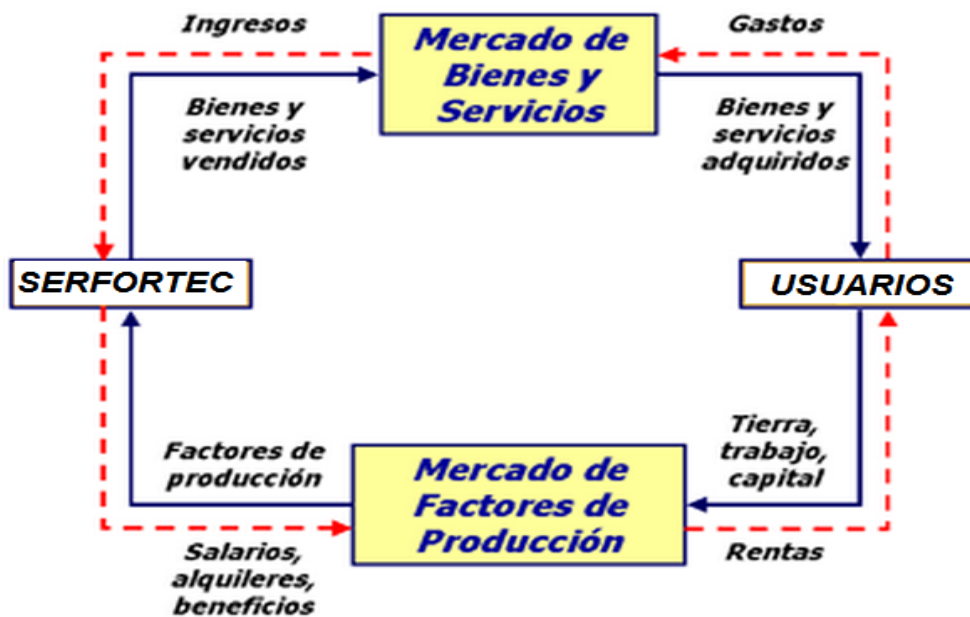 Ingresos
Mercado de
Bienes y
Servicios
Gastos
Bienes y
servicios
vendidos
Bienes y
servicios
adquiridos
SERFORTEC
USUARIOS
Factores de
producción
Mercado de
Factores de
Producción
Tierra,
trabajo,
capital
Salarios,
alquileres,
beneficios
Rentas